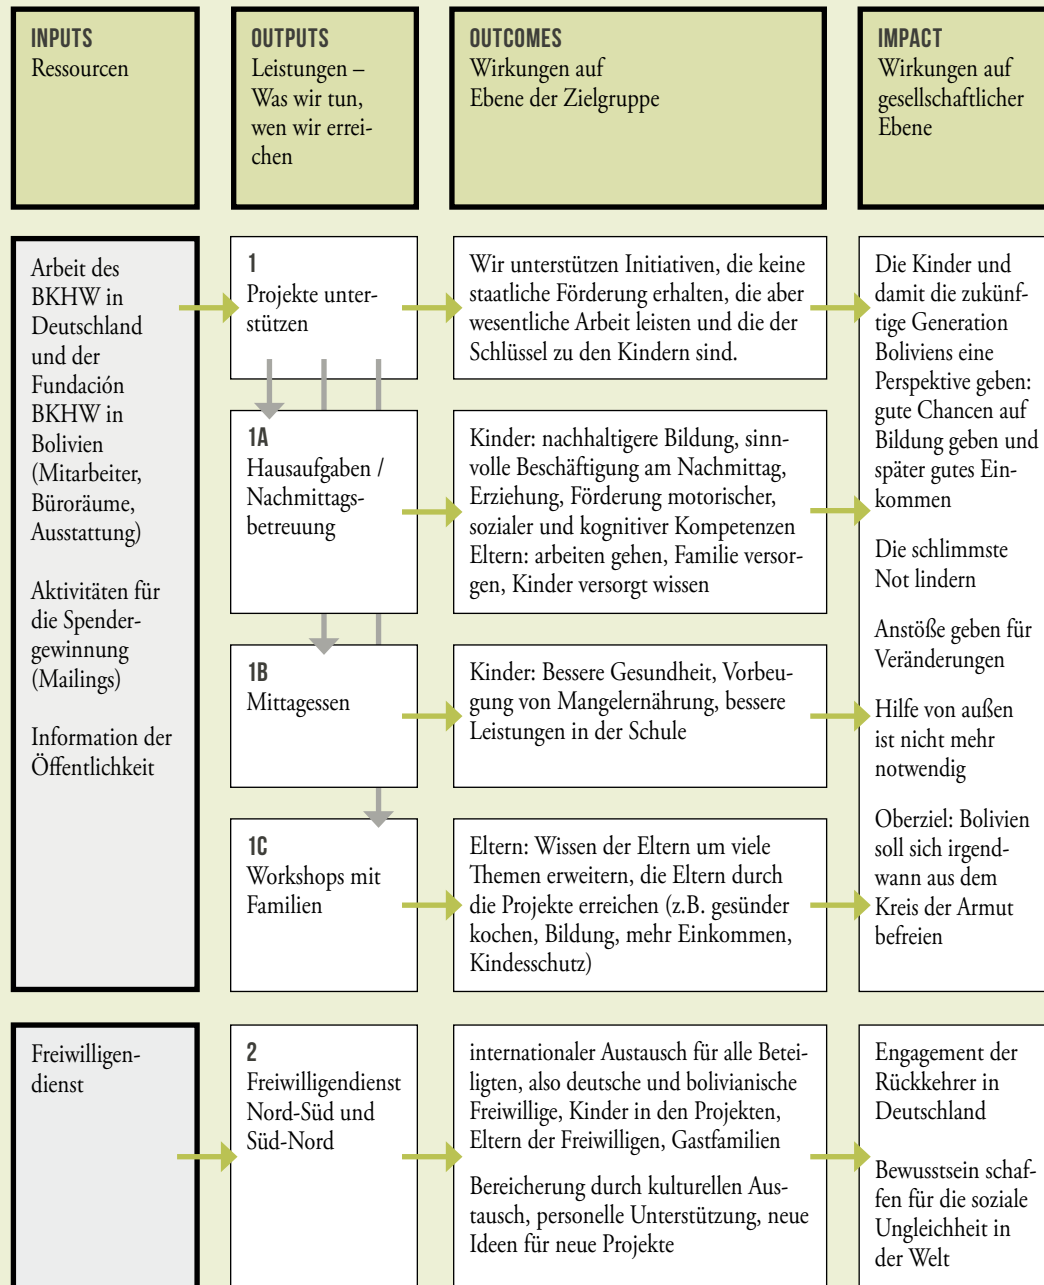 INPUTS
Ressourcen
OUTPUTS
Leistungen –
Was wir tun,
wen wir errei-
chen
OUTCOMES
Wirkungen auf
Ebene der Zielgruppe
IMPACT
Wirkungen auf
gesellschaftlicher
Ebene
Arbeit des
BKHW in
Deutschland
und der
Fundación
BKHW in
Bolivien
(Mitarbeiter,
Büroräume,
Ausstattung)
Aktivitäten für
die Spender-
gewinnung
(Mailings)
Information der
Öffentlichkeit
1
Projekte unter-
stützen
Wir unterstützen Initiativen, die keine
staatliche Förderung erhalten, die aber
wesentliche Arbeit leisten und die der
Schlüssel zu den Kindern sind.
1A
Hausaufgaben /
Nachmittags-
betreuung
Kinder: nachhaltigere Bildung, sinn-
volle Beschäftigung am Nachmittag,
Erziehung, Förderung motorischer,
sozialer und kognitiver Kompetenzen
Eltern: arbeiten gehen, Familie versor-
gen, Kinder versorgt wissen
1B
Mittagessen
Kinder: Bessere Gesundheit, Vorbeu-
gung von Mangelernährung, bessere
Leistungen in der Schule
1C
Workshops mit
Familien
Eltern: Wissen der Eltern um viele
Themen erweitern, die Eltern durch
die Projekte erreichen (z.B. gesünder
kochen, Bildung, mehr Einkommen,
Kindesschutz)
Die Kinder und
damit die zukünf-
tige Generation
Boliviens eine
Perspektive geben:
gute Chancen auf
Bildung geben und
später gutes Ein-
kommen
Die schlimmste
Not lindern
Anstöße geben für
Veränderungen
Hilfe von außen
ist nicht mehr
notwendig
Oberziel: Bolivien
soll sich irgend-
wann aus dem
Kreis der Armut
befreien
Freiwilligen-
dienst
2
Freiwilligendienst
Nord-Süd und
Süd-Nord
internationaler Austausch für alle Betei-
ligten, also deutsche und bolivianische
Freiwillige, Kinder in den Projekten,
Eltern der Freiwilligen, Gastfamilien
Bereicherung durch kulturellen Aus-
tausch, personelle Unterstützung, neue
Ideen für neue Projekte
Engagement der
Rückkehrer in
Deutschland
Bewusstsein schaf-
fen für die soziale
Ungleichheit in
der Welt